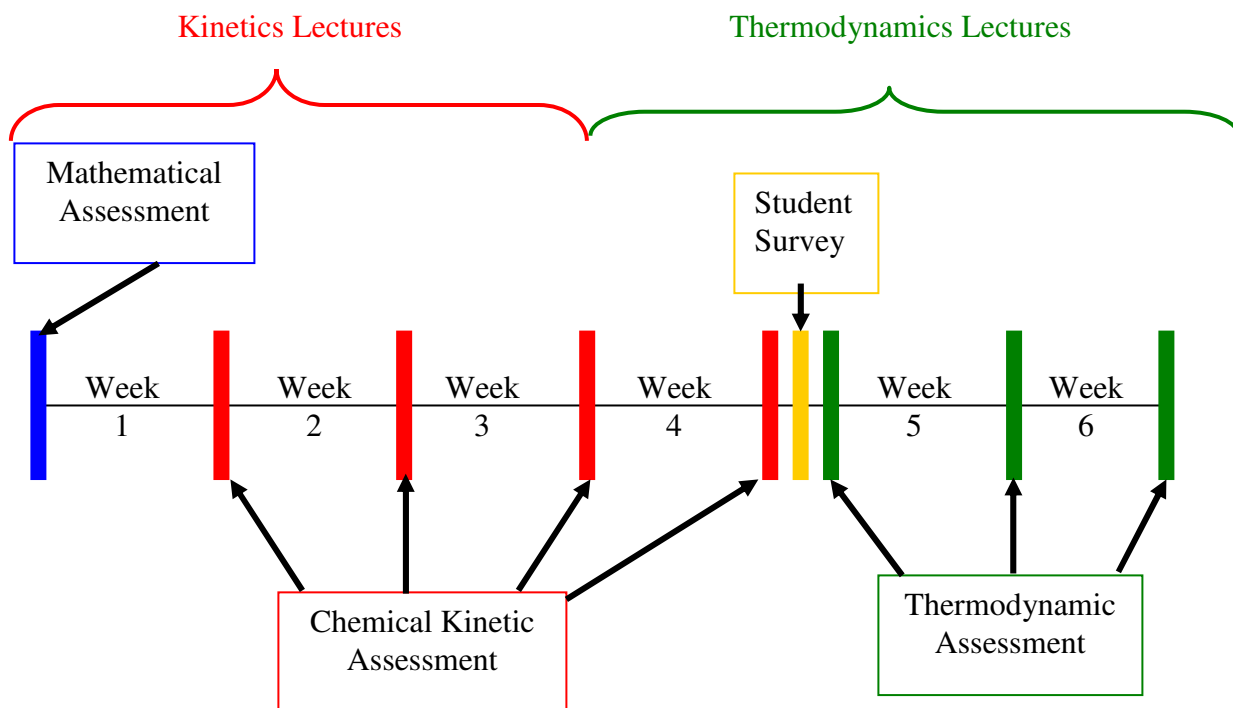 Kinetics Lectures
Thermodynamics Lectures
Mathematical
Assessment
Student
Survey
Week
1
Week
2
Week
3
Week
4
Week
5
Week
6
Chemical Kinetic
Assessment
Thermodynamic
Assessment